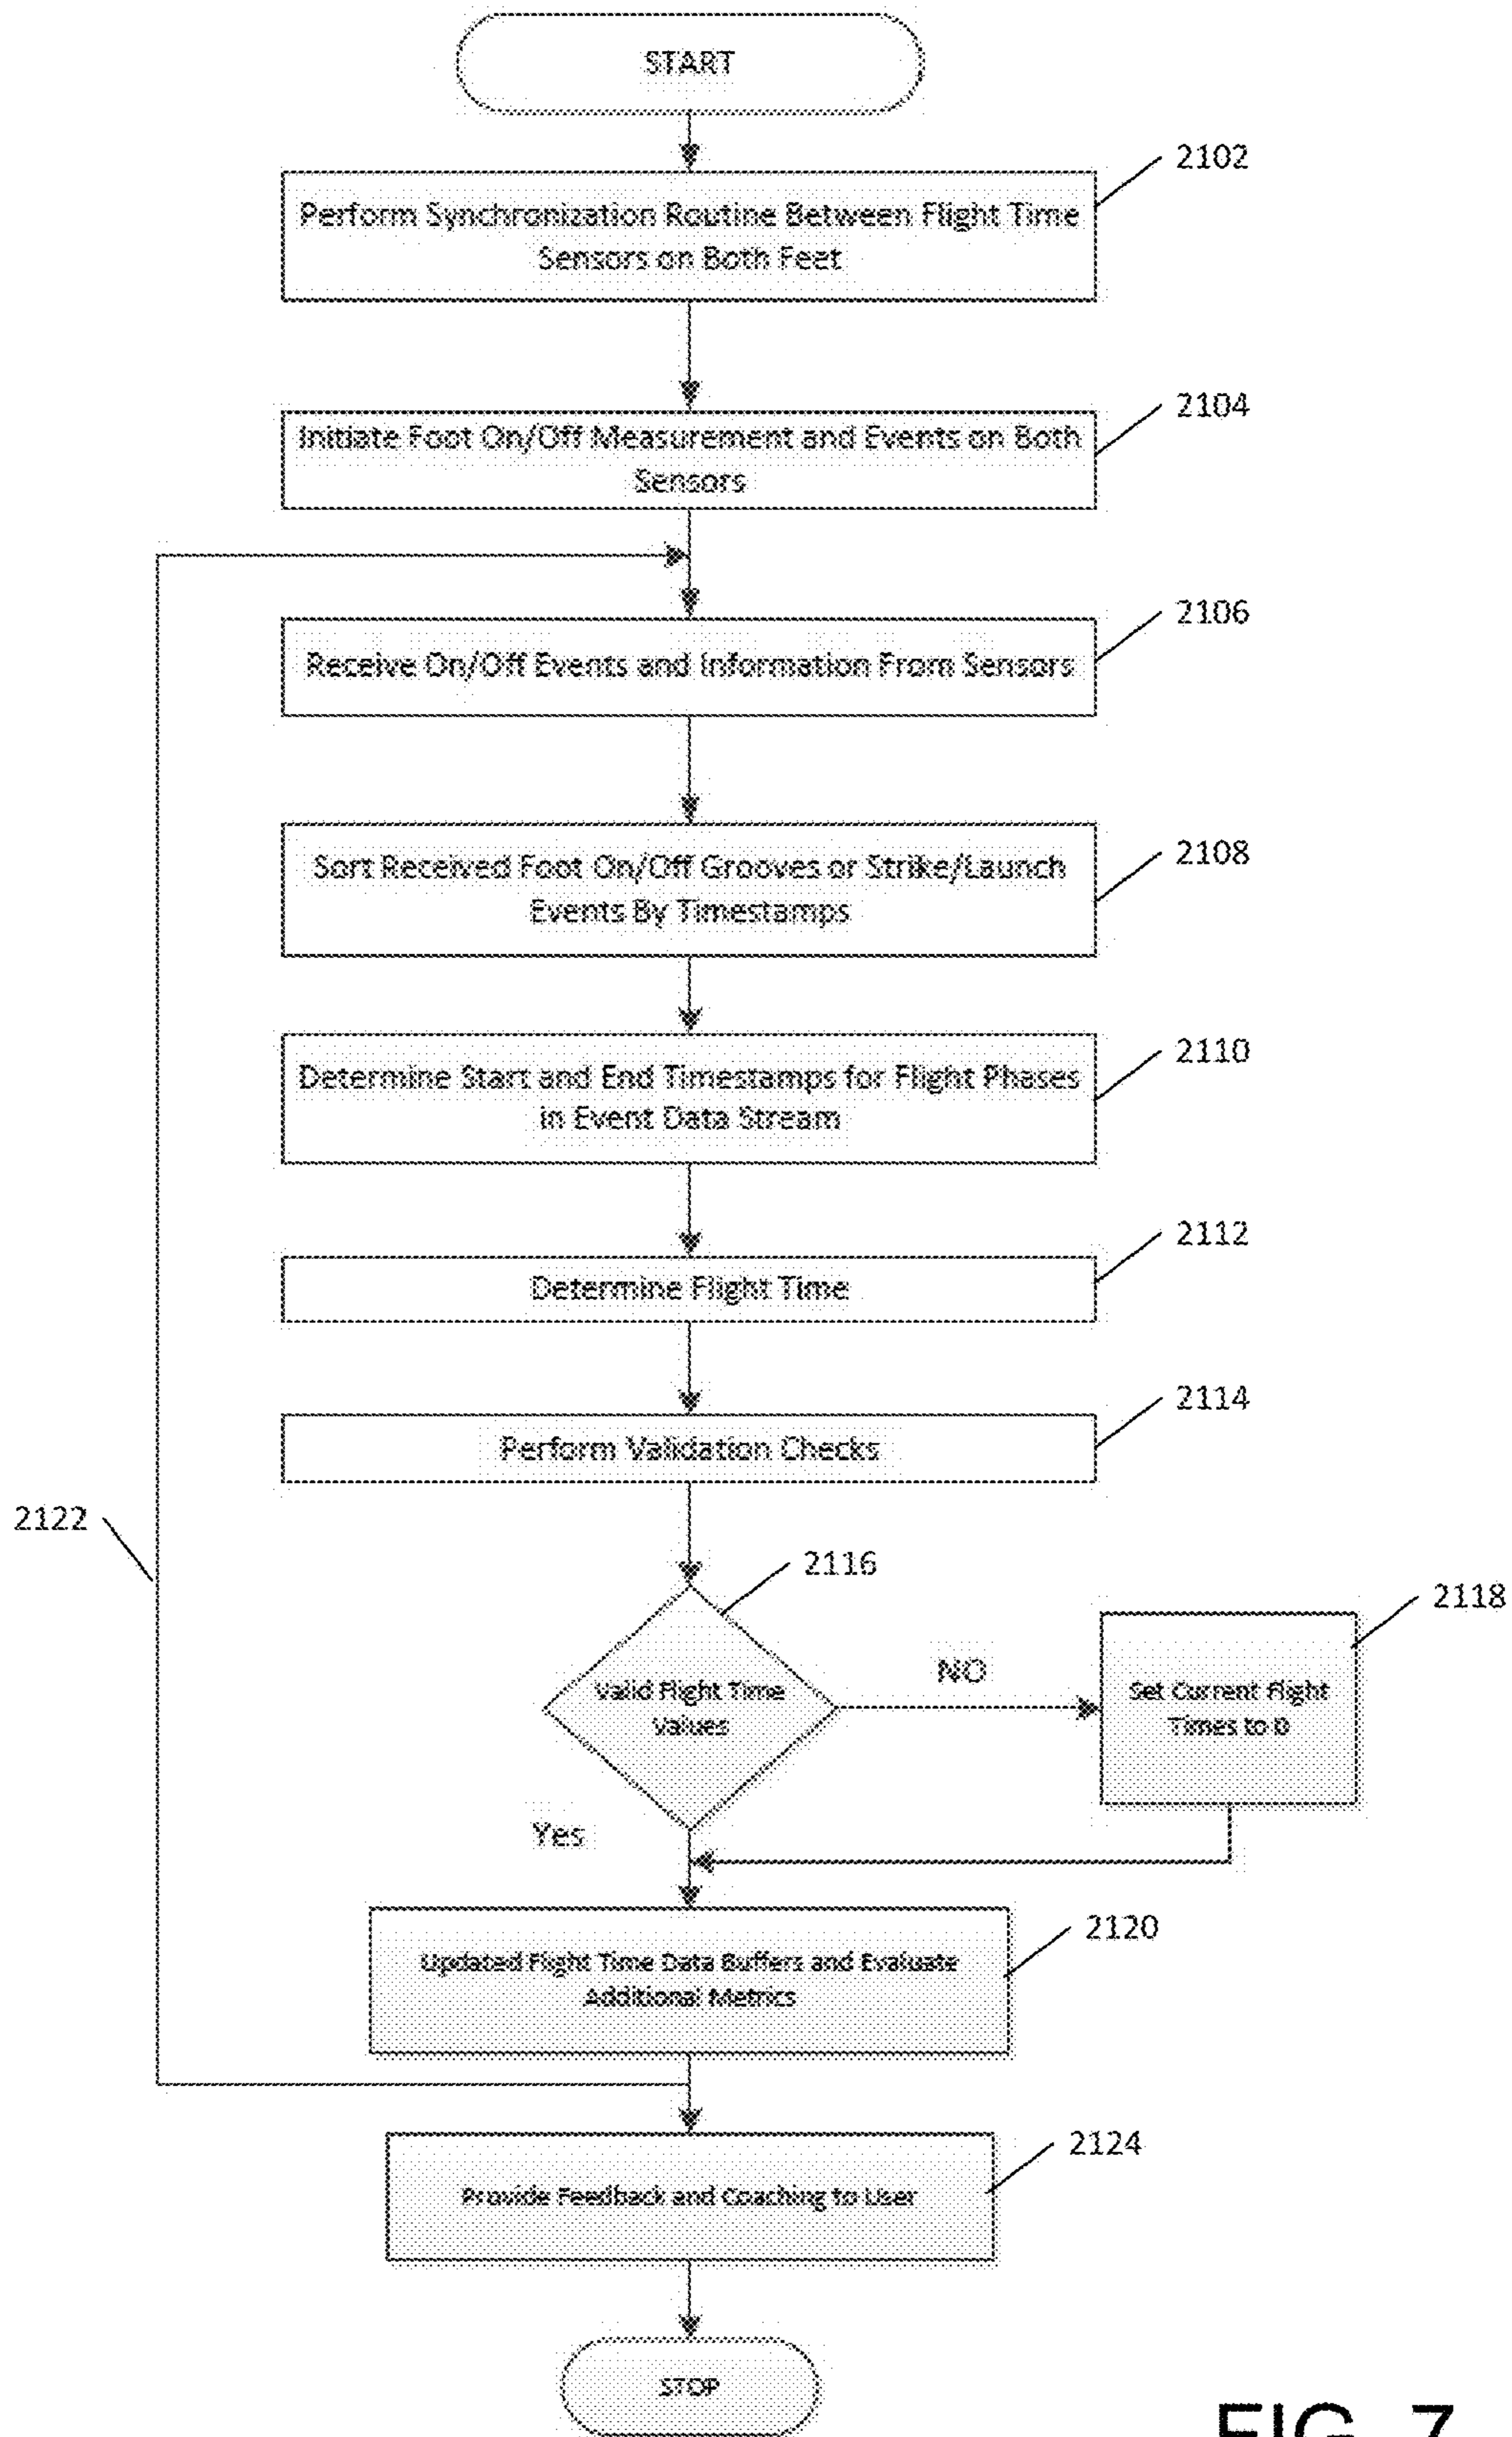 START
2102
Perform Synchronization Routine Between Flight Time
Sensors on Both Feet
2104
Initiate Foot On/Off Measurement and Events on Both
Sensors
2106
Receive On/Off Events and Information From Sensors
2108
Sort Received Foot On/Off Grooves or Strike/Launch
Events By Timestamps
2110
Determine Start and End Timestamps for Flight Phases
in Event Data Stream
2112
Determine Flight Time
2114
Perform Validation Checks
2122
2116
2118
Valid Flight Time
Values
NO
Set Current Flight
Times to 0
Yes
2120
Updated Flight Time Data Buffers and Evaluate
Additional Metrics
2124
Provide Feedback and Coaching to User
STOP
FIG. 7